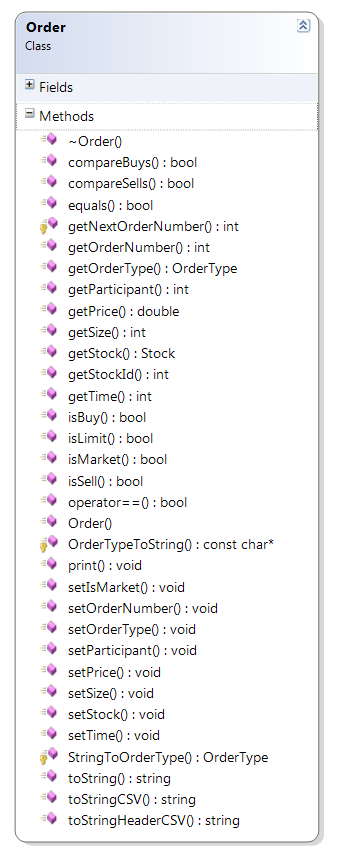 Order
Class
Fields
Methods
~Order()
compareBuys() : bool
compareSells() : bool
equals() : bool
getNextOrderNumber() : int
getOrderNumber() : int
getOrderType() : OrderType
getParticipant() : int
getPrice() : double
getSize() : int
getStock() : Stock
getStockId() : int
getTime() : int
isBuy() : bool
isLimit() : bool
isMarket() : bool
isSell() : bool
operator==() : bool
Order()
OrderTypeToString() : const char*
print() : void
setIsMarket() : void
setOrderNumber() : void
setOrderType() : void
setParticipant() : void
setPrice() : void
setSize() : void
setStock() : void
setTime() : void
StringToOrderType() : OrderType
toString() : string
toStringCSV() : string
toStringHeaderCSV() : string